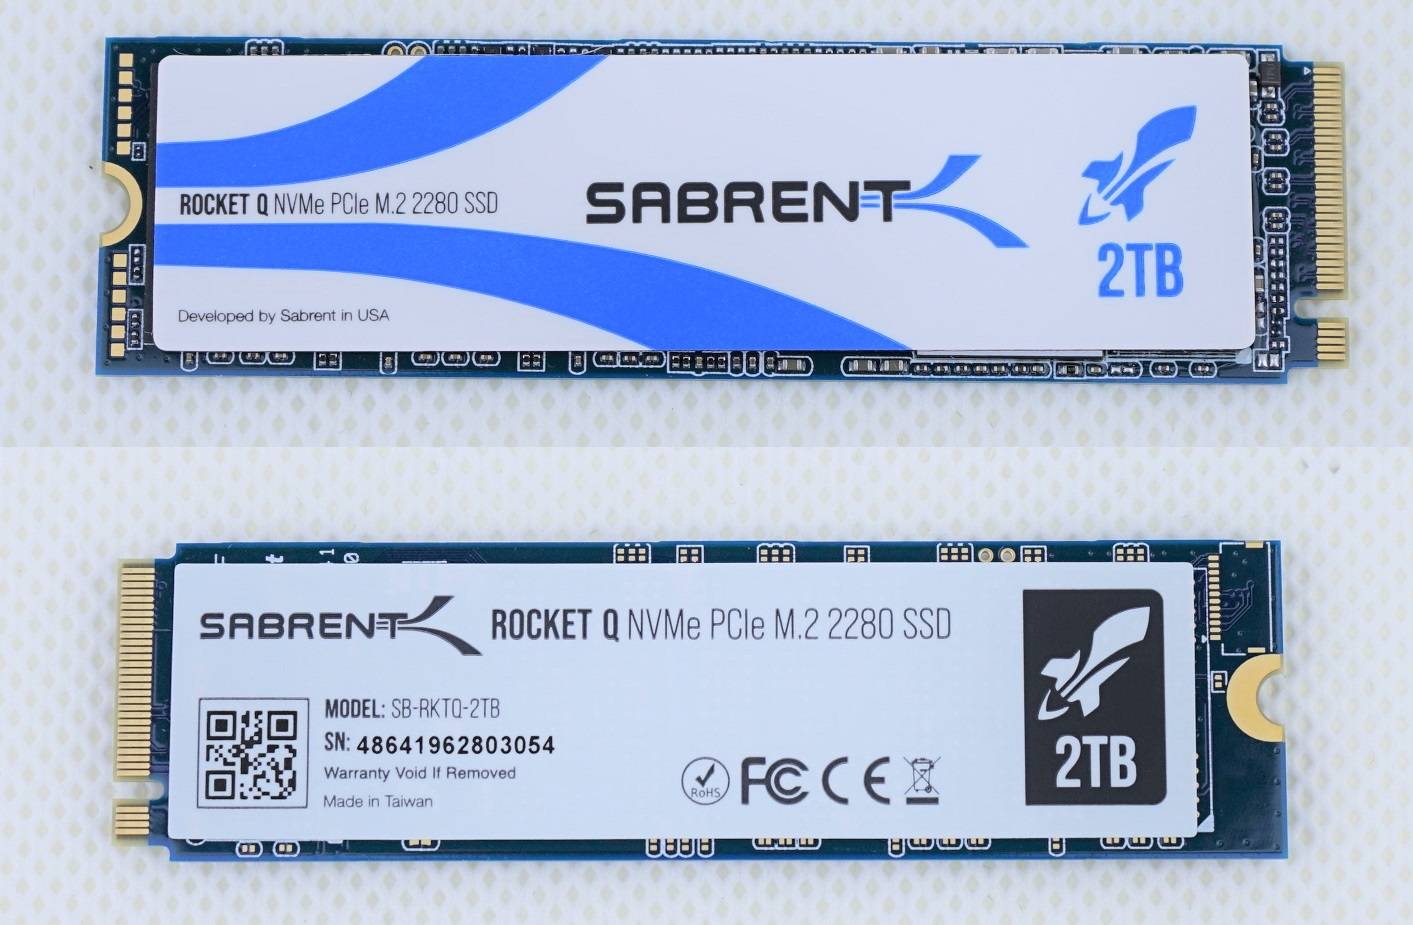 ROCKET Q NVMe PCIe M.2 2280 SSD
SABRENT
2TB
Developed by Sabrent in USA
SABRENT
ROCKET Q NVMe PCIe M.2 2280 SSD
MODEL: SB-RKTQ-2TB
SN: 48641962803054
Warranty Void If Removed
Made in Taiwan
RoHS
FC CE
2TB